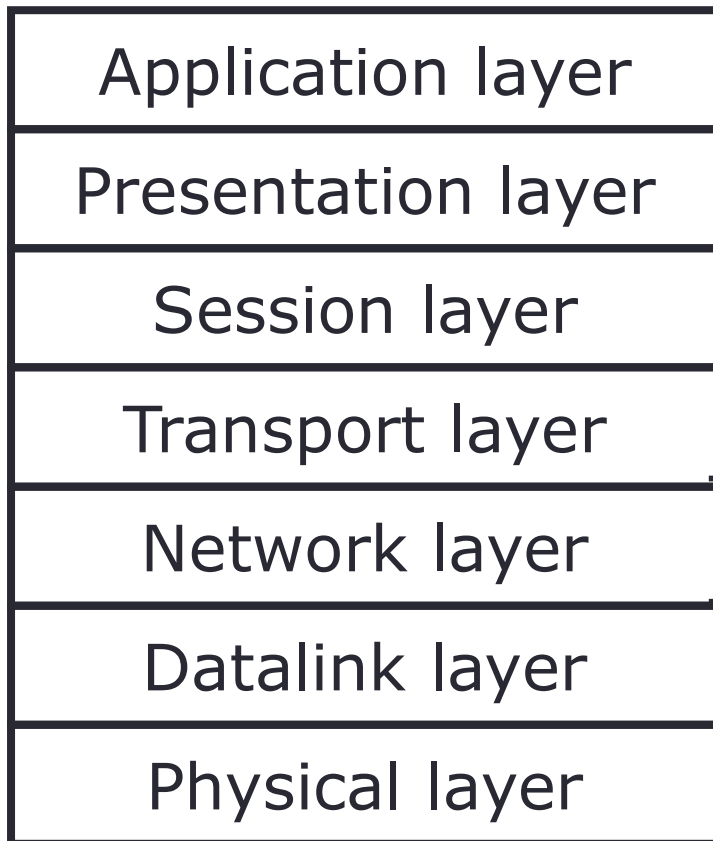 Application layer
Presentation layer
Session layer
Transport layer
Network layer
Datalink layer
Physical layer